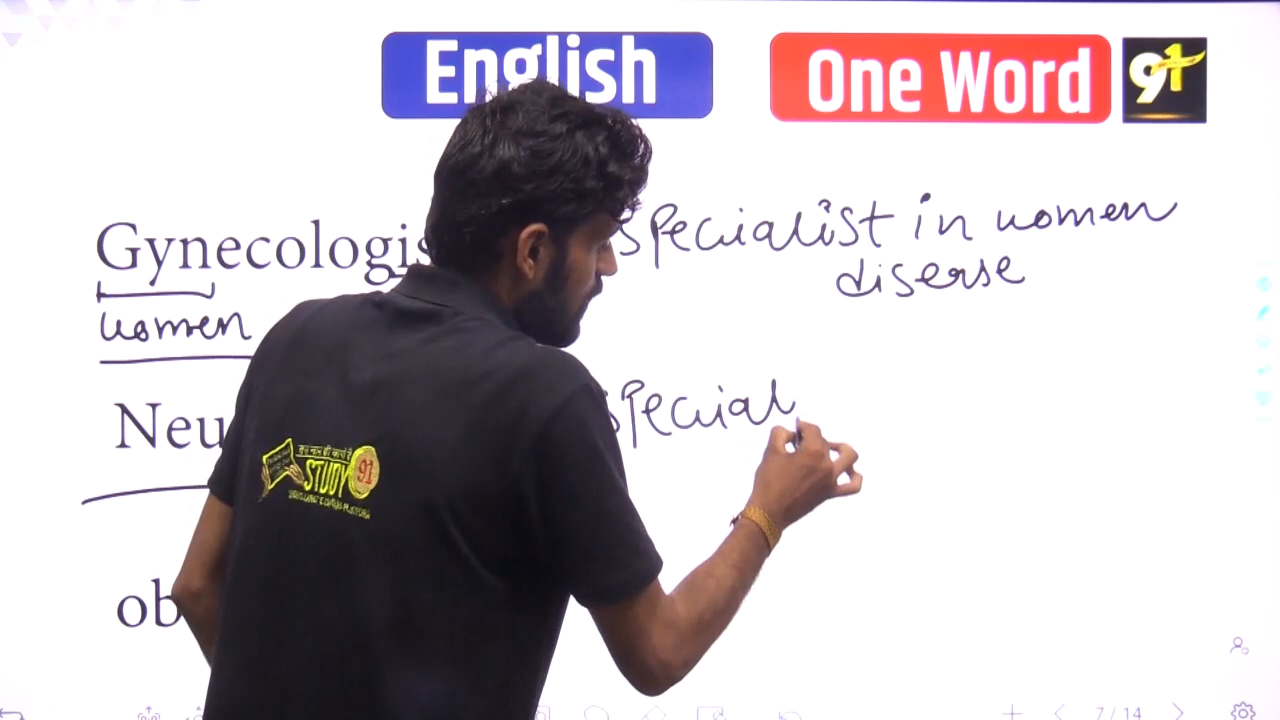 English
One Word
91
Gynecologis
specialist in women
disease
women
Neu
special
ob
STUDY
91
7/14